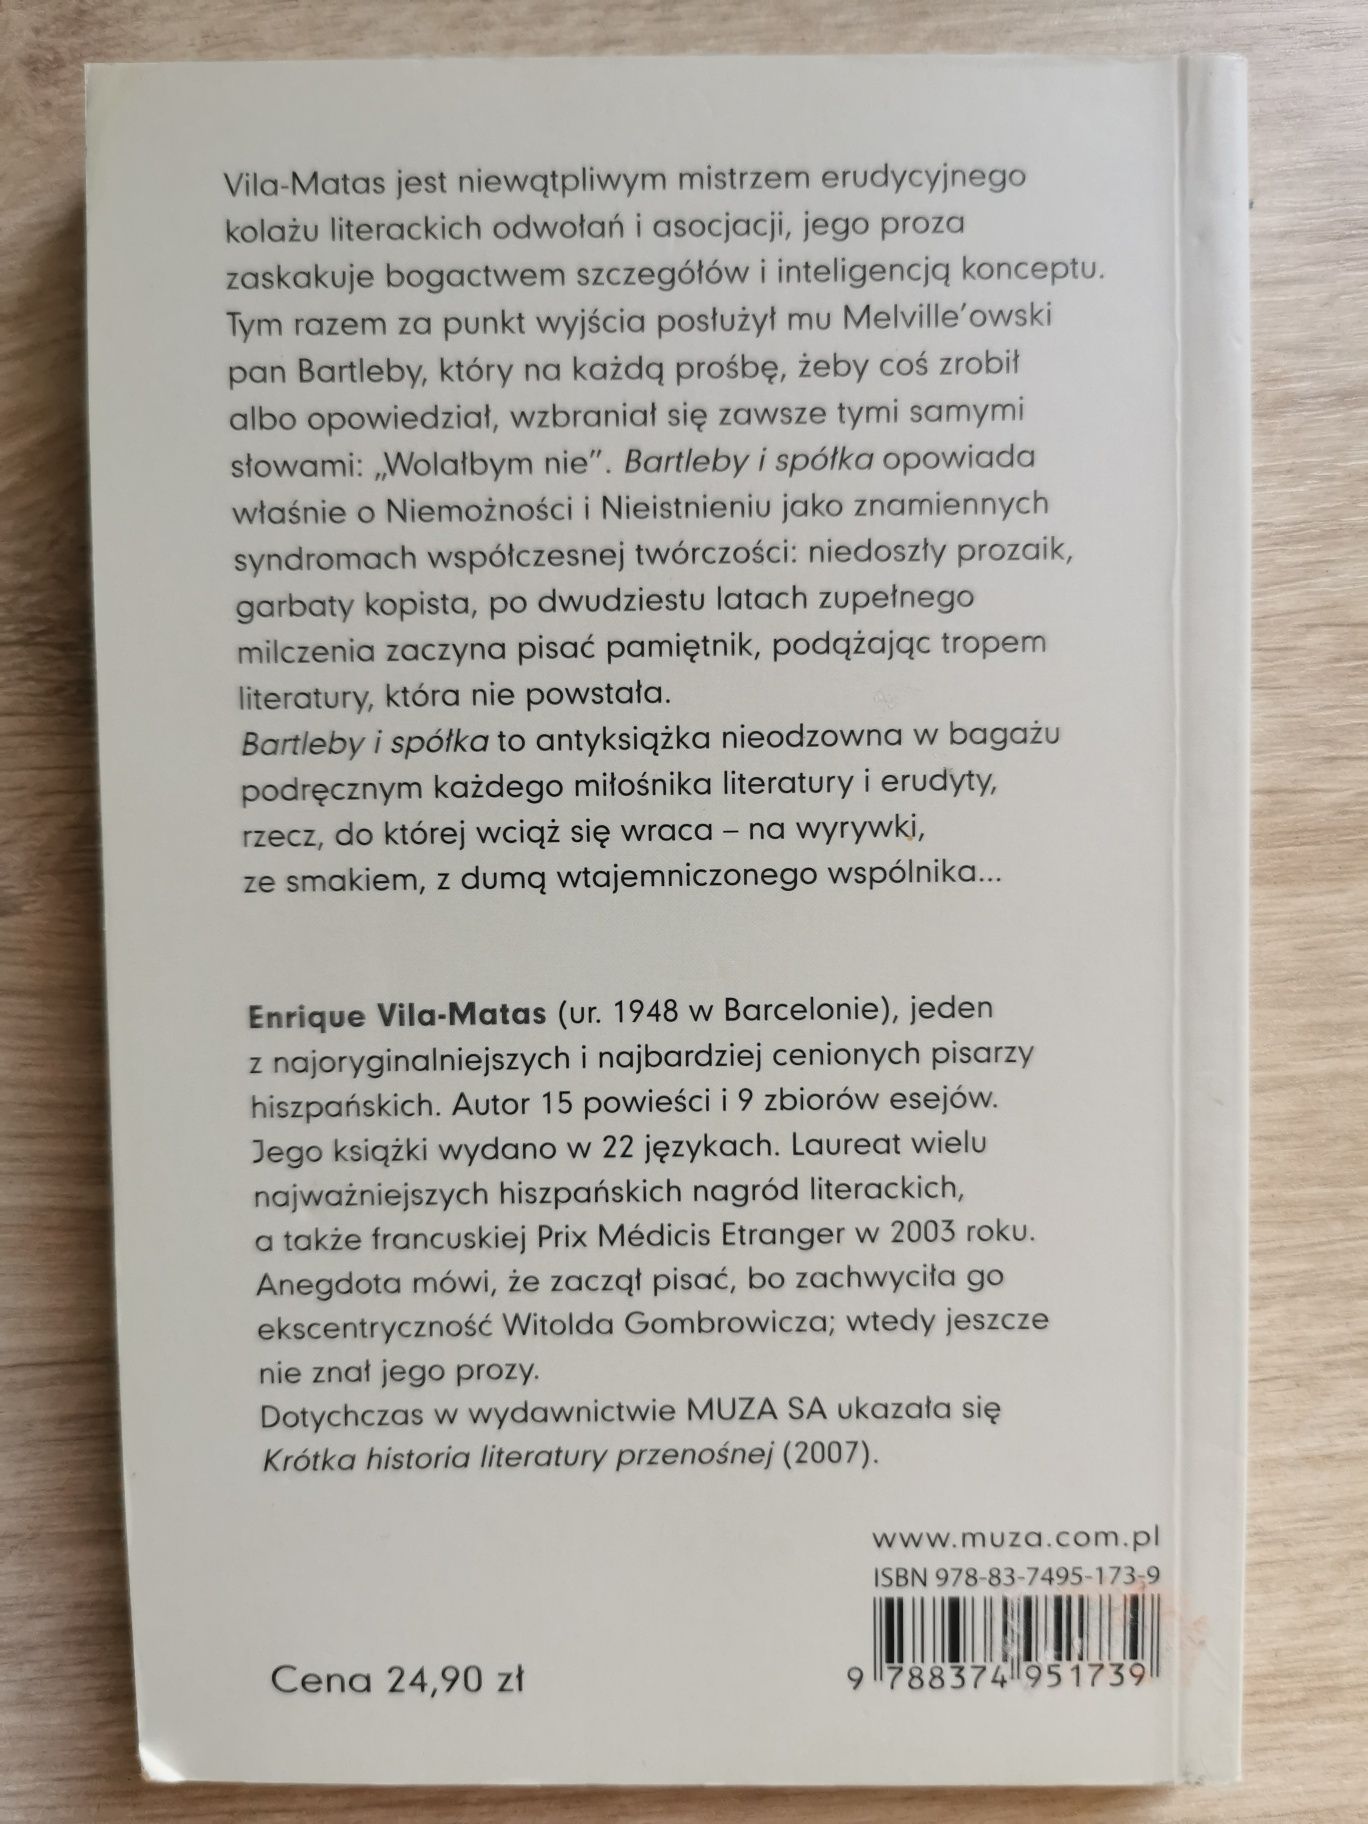 Vila-Matas jest niewątpliwym mistrzem erudycyjnego
kolażu literackich odwołań i asocjacji, jego proza
zaskakuje bogactwem szczegółów i inteligencją konceptu.
Tym razem za punkt wyjścia posłużył mu Melville’owski
pan Bartleby, który na każdą prośbę, żeby coś zrobił
albo opowiedział, wzbraniał się zawsze tymi samymi
słowami: „Wolałbym nie”. Bartleby i spółka opowiada
właśnie o Niemożności i Nieistnieniu jako znamiennych
syndromach współczesnej twórczości: niedoszły prozaik,
garbaty kopista, po dwudziestu latach zupełnego
milczenia zaczyna pisać pamiętnik, podążając tropem
literatury, która nie powstała.
Bartleby i spółka to antyksiążka nieodzowna w bagażu
podręcznym każdego miłośnika literatury i erudyty,
rzecz, do której wciąż się wraca – na wyrywki,
ze smakiem, z dumą wtajemniczonego wspólnika...
Enrique Vila-Matas (ur. 1948 w Barcelonie), jeden
z najoryginalniejszych i najbardziej cenionych pisarzy
hiszpańskich. Autor 15 powieści i 9 zbiorów esejów.
Jego książki wydano w 22 językach. Laureat wielu
najważniejszych hiszpańskich nagród literackich,
a także francuskiej Prix Médicis Etranger w 2003 roku.
Anegdota mówi, że zaczął pisać, bo zachwyciła go
ekscentryczność Witolda Gombrowicza; wtedy jeszcze
nie znał jego prozy.
Dotychczas w wydawnictwie MUZA SA ukazała się
Krótka historia literatury przenośnej (2007).
www.muza.com.pl
ISBN 978-83-7495-173-9
9 788374 951739
Cena 24,90 zł